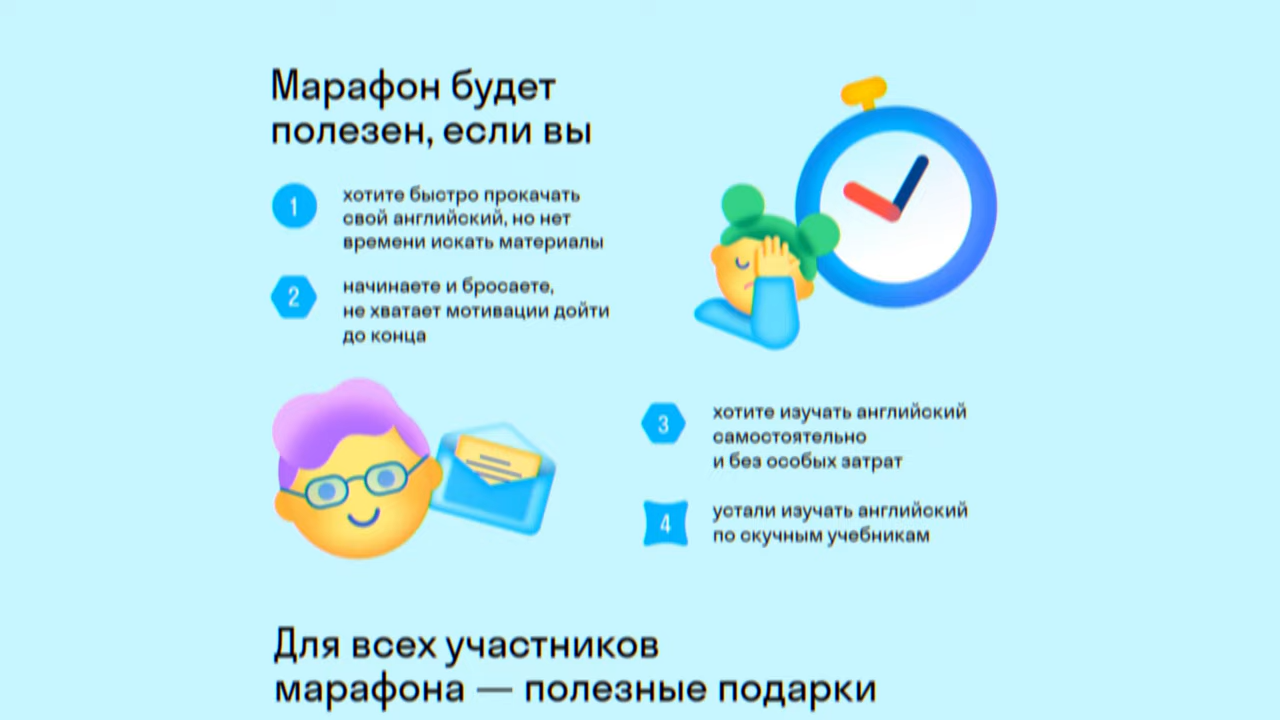 Марафон будет
полезен, если вы
1
хотите быстро прокачать
свой английский, но нет
времени искать материалы
2
начинаете и бросаете,
не хватает мотивации дойти
до конца
3
хотите изучать английский
самостоятельно
и без особых затрат
4
устали изучать английский
по скучным учебникам
Для всех участников
марафона — полезные подарки